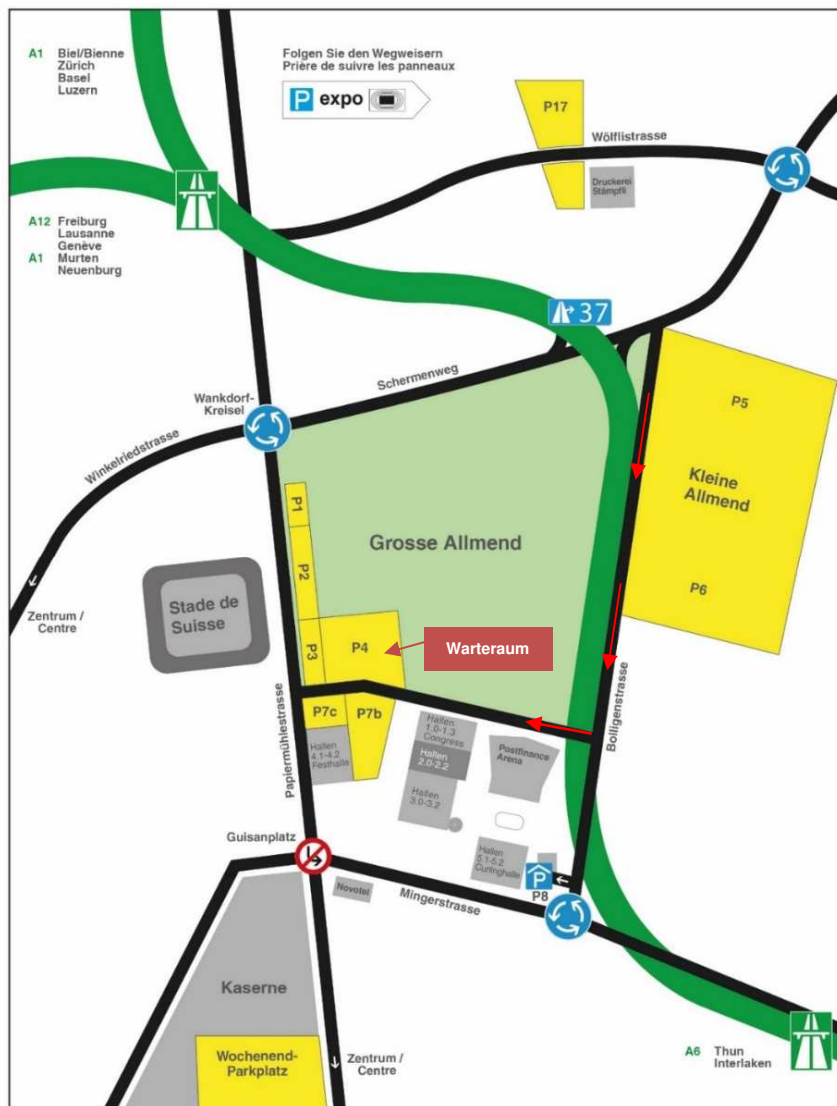 A1 Biel/Bienne
Zürich
Basel
Luzern
Folgen Sie den Wegweisern
Prière de suivre les panneaux
P expo
P17
Wölflistrasse
Druckerei
Stämpfli
A12 Freiburg
Lausanne
Genève
A1 Murten
Neuenburg
37
Schermenweg
Wankdorf-
Kreisel
Winkelriedstrasse
P5
Kleine
Allmend
P6
P1
P2
Grosse Allmend
Stade de
Suisse
Zentrum /
Centre
P3
P4
Warteraum
Bolligenstrasse
Papiermühlestrasse
P7c
P7b
Hallen
4.1-4.2
Festhalle
Hallen
1.0-1.3
Congress
Hallen
2.0-2.2
Hallen
3.0-3.2
Postfinance
Arena
Hallen
5.1-5.2
Curlinghalle
P
P8
Guisanplatz
Novotel
Mingerstrasse
Kaserne
Wochenend-
Parkplatz
Zentrum /
Centre
A6 Thun
Interlaken